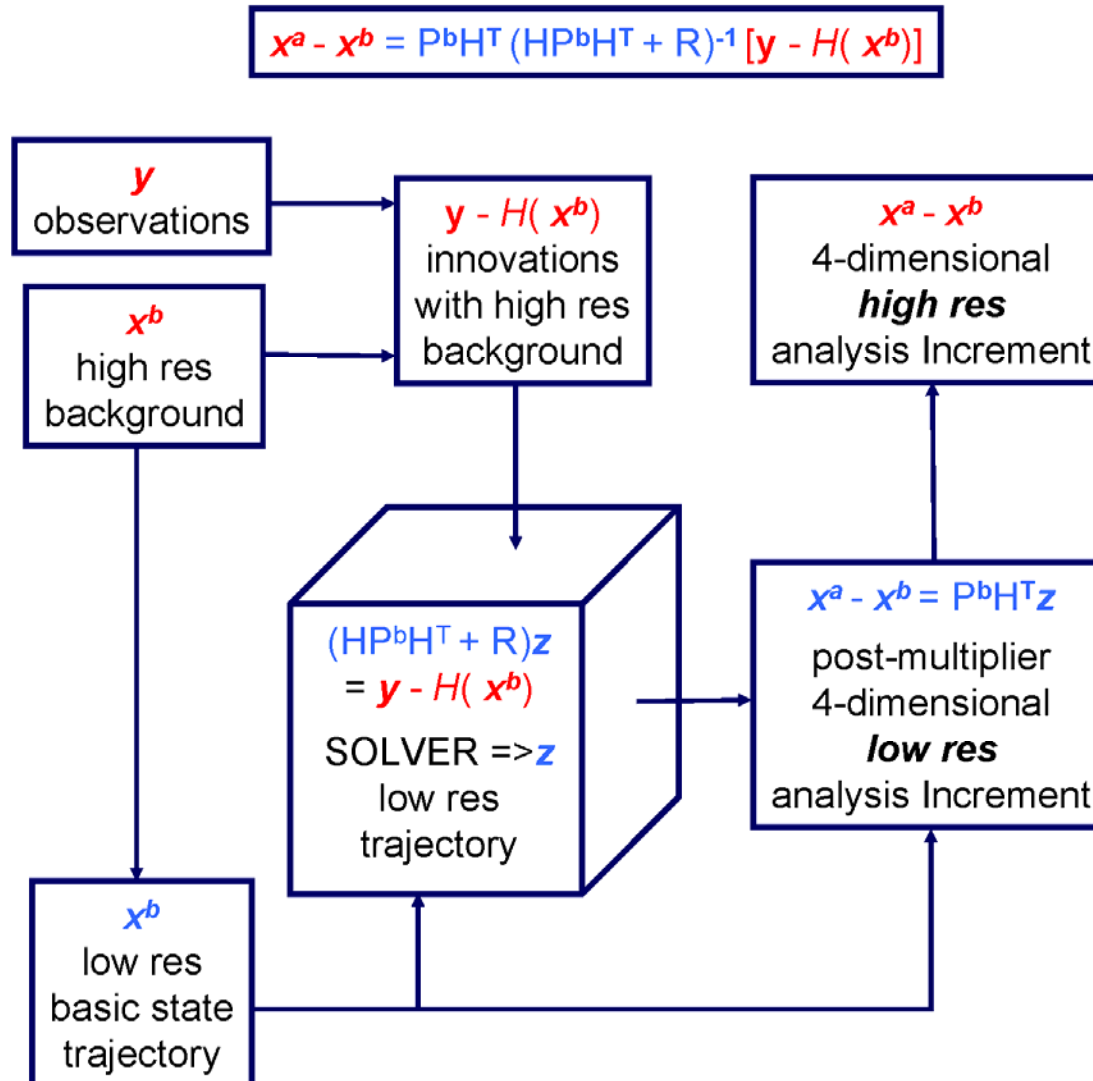 xᵃ - xᵇ = PᵇHᵀ (HPᵇHᵀ + R)⁻¹ [y - H( xᵇ)]
y
observations
xᵇ
high res
background
y - H( xᵇ)
innovations
with high res
background
xᵃ - xᵇ
4-dimensional
high res
analysis Increment
(HPᵇHᵀ + R)z
= y - H( xᵇ)
SOLVER =>z
low res
trajectory
xᵃ - xᵇ = PᵇHᵀz
post-multiplier
4-dimensional
low res
analysis Increment
xᵇ
low res
basic state
trajectory